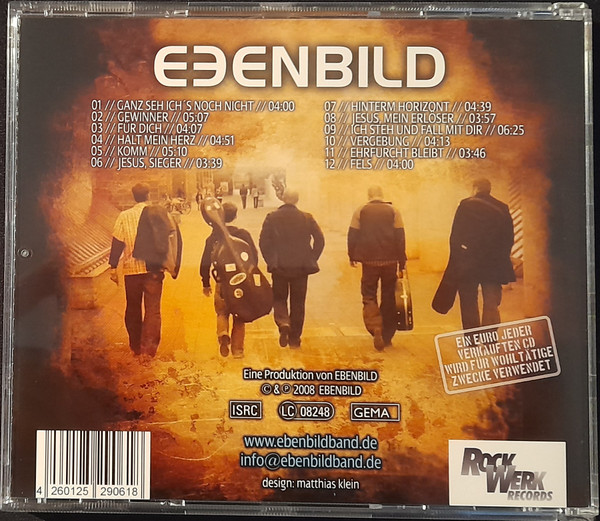 EBENBILD
01 // GANZ SEH ICH´S NOCH NICHT // 04:00
02 // GEWINNER // 05:07
03 // FÜR DICH // 04:07
04 // HALT MEIN HERZ // 04:51
05 // KOMM // 05:10
06 // JESUS, SIEGER // 03:39
07 // HINTERM HORIZONT // 04:39
08 // JESUS, MEIN ERLÖSER // 03:57
09 // ICH STEH UND FALL MIT DIR // 06:25
10 // VERGEBUNG // 04:13
11 // EHRFURCHT BLEIBT // 03:46
12 // FELS // 04:00
EIN EURO JEDER
VERKAUFTEN CD
WIRD FÜR WOHLTÄTIGE
ZWECKE VERWENDET
Eine Produktion von EBENBILD
© & ℗ 2008 EBENBILD
ISRC LC 08248 GEMA
www.ebenbildband.de
info@ebenbildband.de
design: matthias klein
4 260125 290618
ROCK
WERK
RECORDS